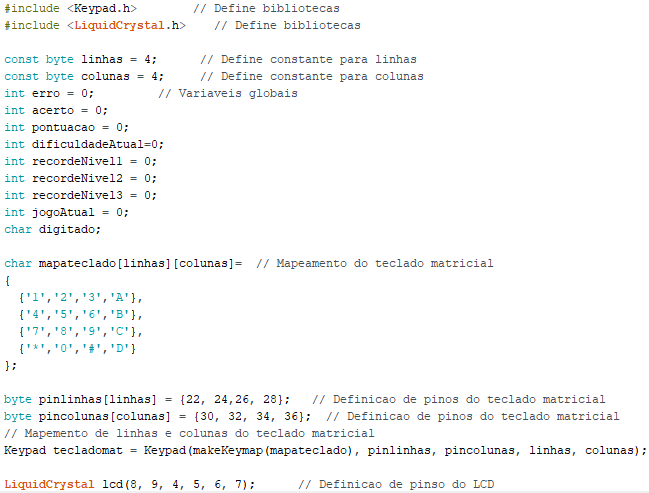 #include <Keypad.h>        // Define bibliotecas
#include <LiquidCrystal.h>    // Define bibliotecas

const byte linhas = 4;      // Define constante para linhas
const byte colunas = 4;     // Define constante para colunas
int erro = 0;         // Variaveis globais
int acerto = 0;
int pontuacao = 0;
int dificuldadeAtual=0;
int recordeNivel1 = 0;
int recordeNivel2 = 0;
int recordeNivel3 = 0;
int jogoAtual = 0;
char digitado;

char mapateclado[linhas][colunas]=  // Mapeamento do teclado matricial
{
  {'1','2','3','A'},
  {'4','5','6','B'},
  {'7','8','9','C'},
  {'*','0','#','D'}
};

byte pinlinhas[linhas] = {22, 24,26, 28};   // Definicao de pinos do teclado matricial
byte pincolunas[colunas] = {30, 32, 34, 36};  // Definicao de pinos do teclado matricial
// Mapemento de linhas e colunas do teclado matricial
Keypad tecladomat = Keypad(makeKeymap(mapateclado), pinlinhas, pincolunas, linhas, colunas);

LiquidCrystal lcd(8, 9, 4, 5, 6, 7);      // Definicao de pinso do LCD